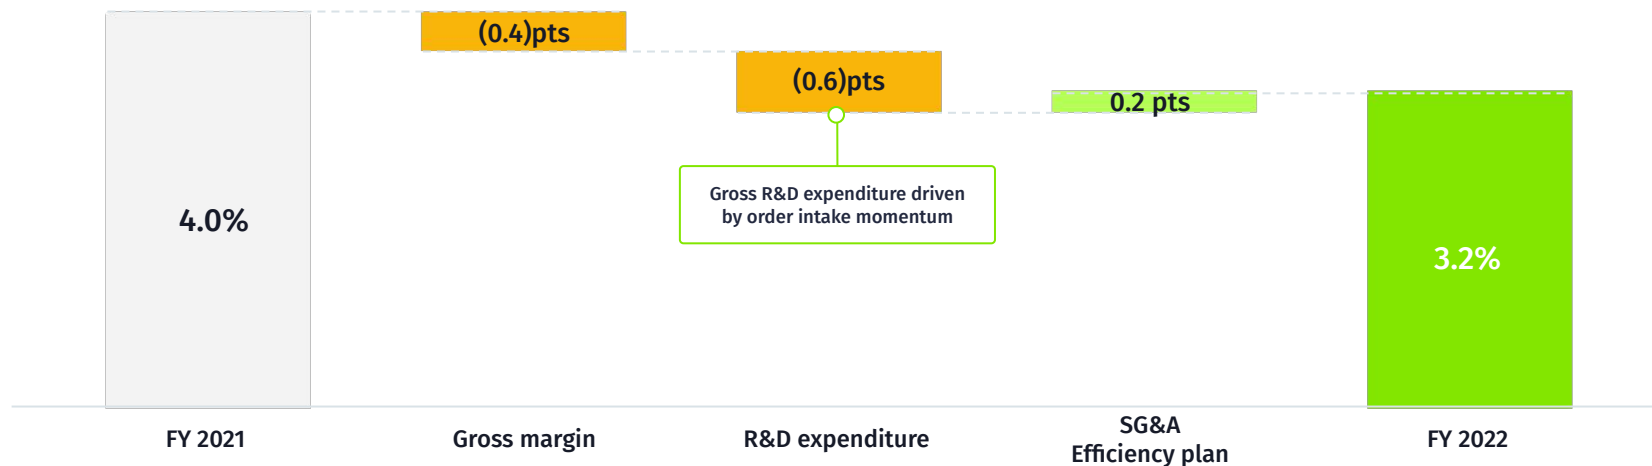 (0.4)pts
(0.6)pts
0.2 pts
Gross R&D expenditure driven
by order intake momentum
4.0%
3.2%
FY 2021
Gross margin
R&D expenditure
SG&A
Efficiency plan
FY 2022